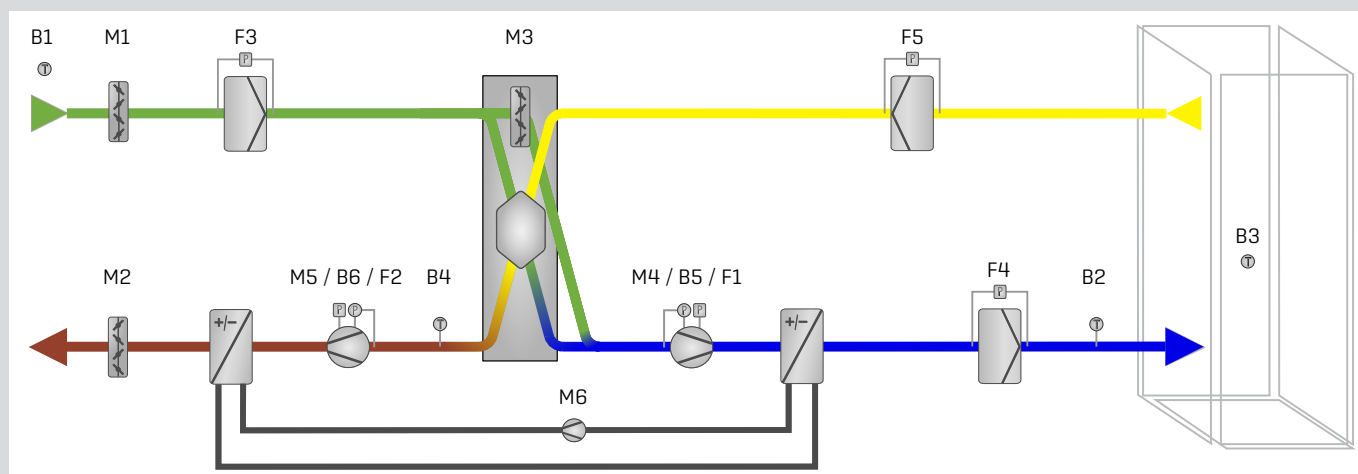 B1 M1 F3 M3 F5
T P P
B3
T
M2 M5 / B6 / F2 B4 M4 / B5 / F1 F4 B2
P P T P P P T
+/− +/−
M6